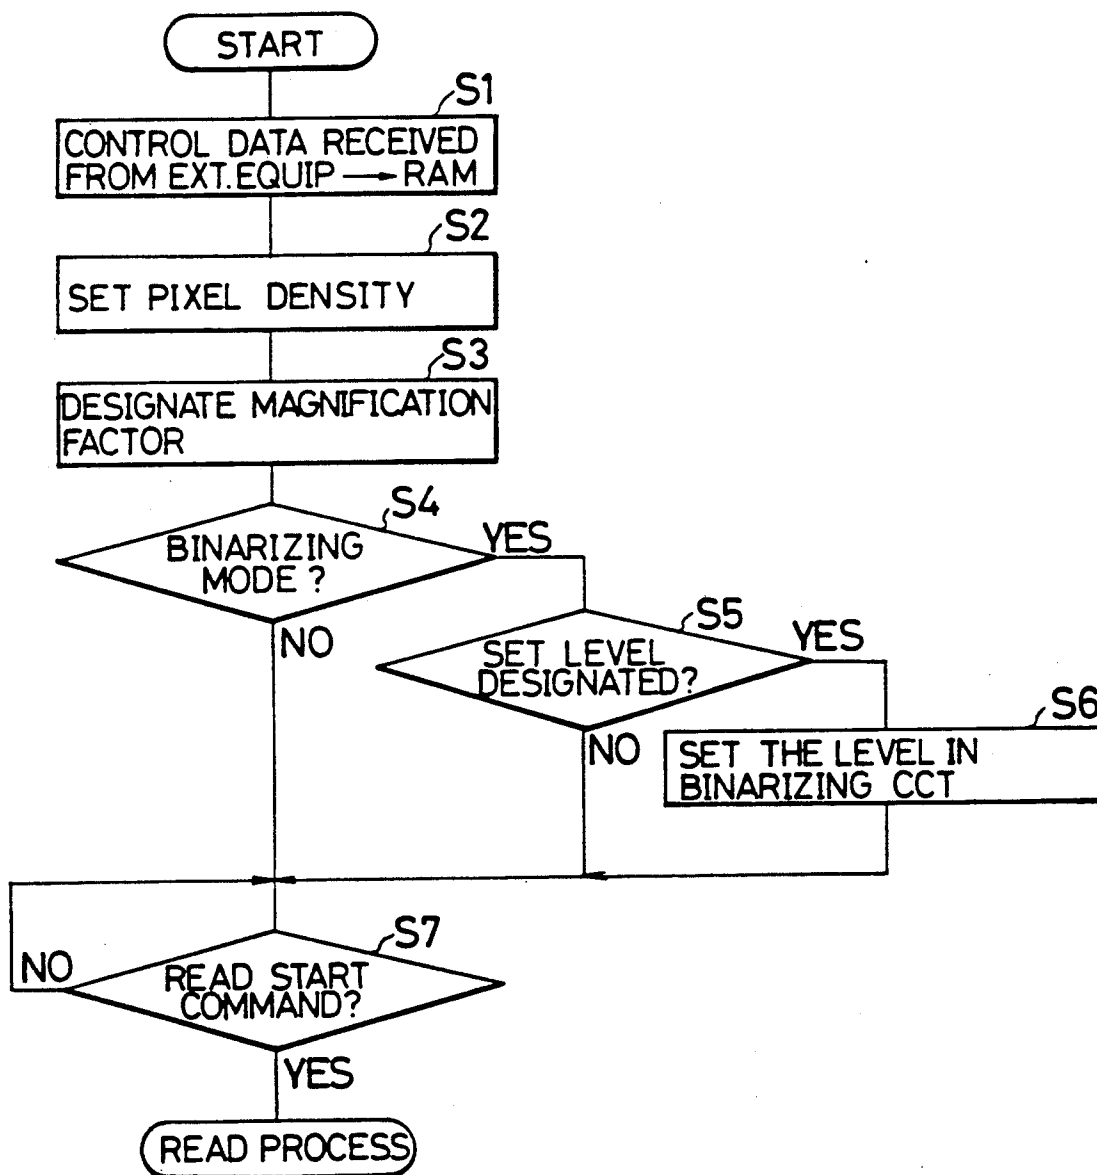 START
S1
CONTROL DATA RECEIVED
FROM EXT.EQUIP → RAM
S2
SET PIXEL DENSITY
S3
DESIGNATE MAGNIFICATION
FACTOR
S4
BINARIZING
MODE?
YES
NO
S5
SET LEVEL
DESIGNATED?
YES
NO
S6
SET THE LEVEL IN
BINARIZING CCT
S7
READ START
COMMAND?
NO
YES
READ PROCESS